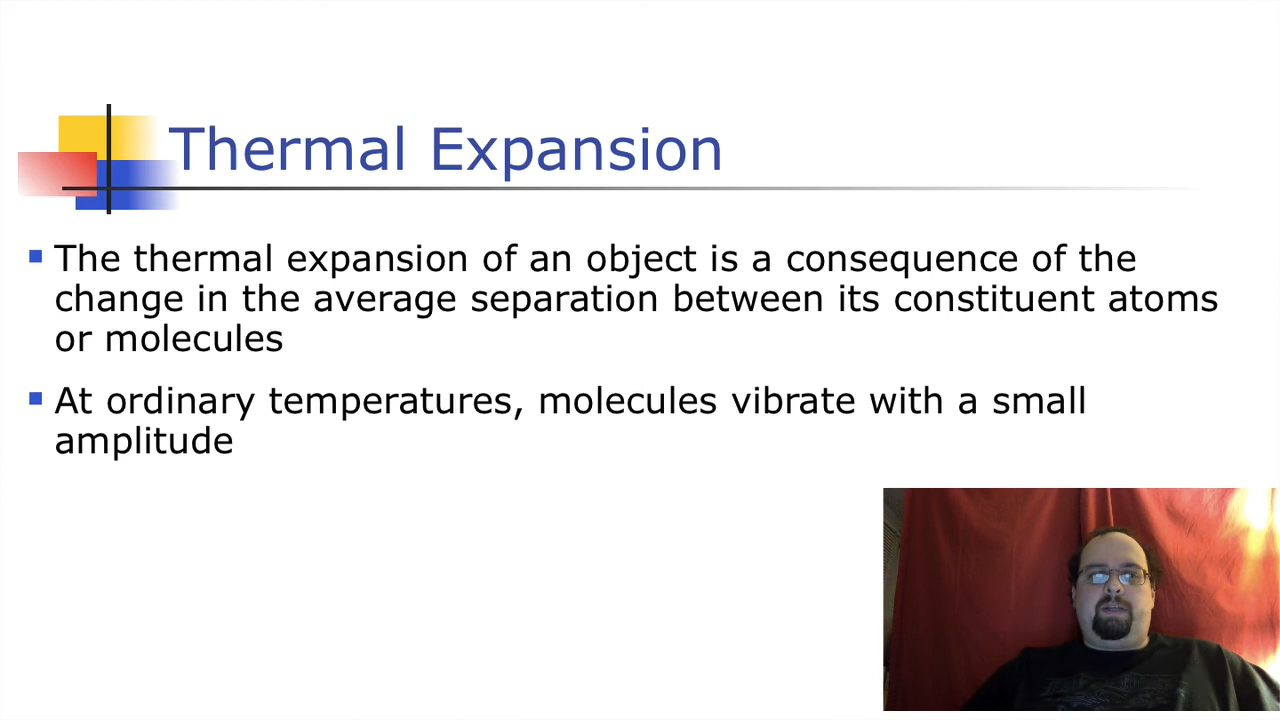 Thermal Expansion
The thermal expansion of an object is a consequence of the
change in the average separation between its constituent atoms
or molecules
At ordinary temperatures, molecules vibrate with a small
amplitude